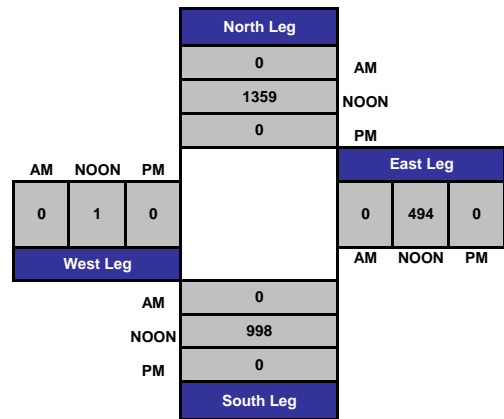 North Leg
0 AM
1359 NOON
0 PM
AM NOON PM
East Leg
0 1 0
0 494 0
West Leg
AM NOON PM
AM 0
NOON 998
PM 0
South Leg